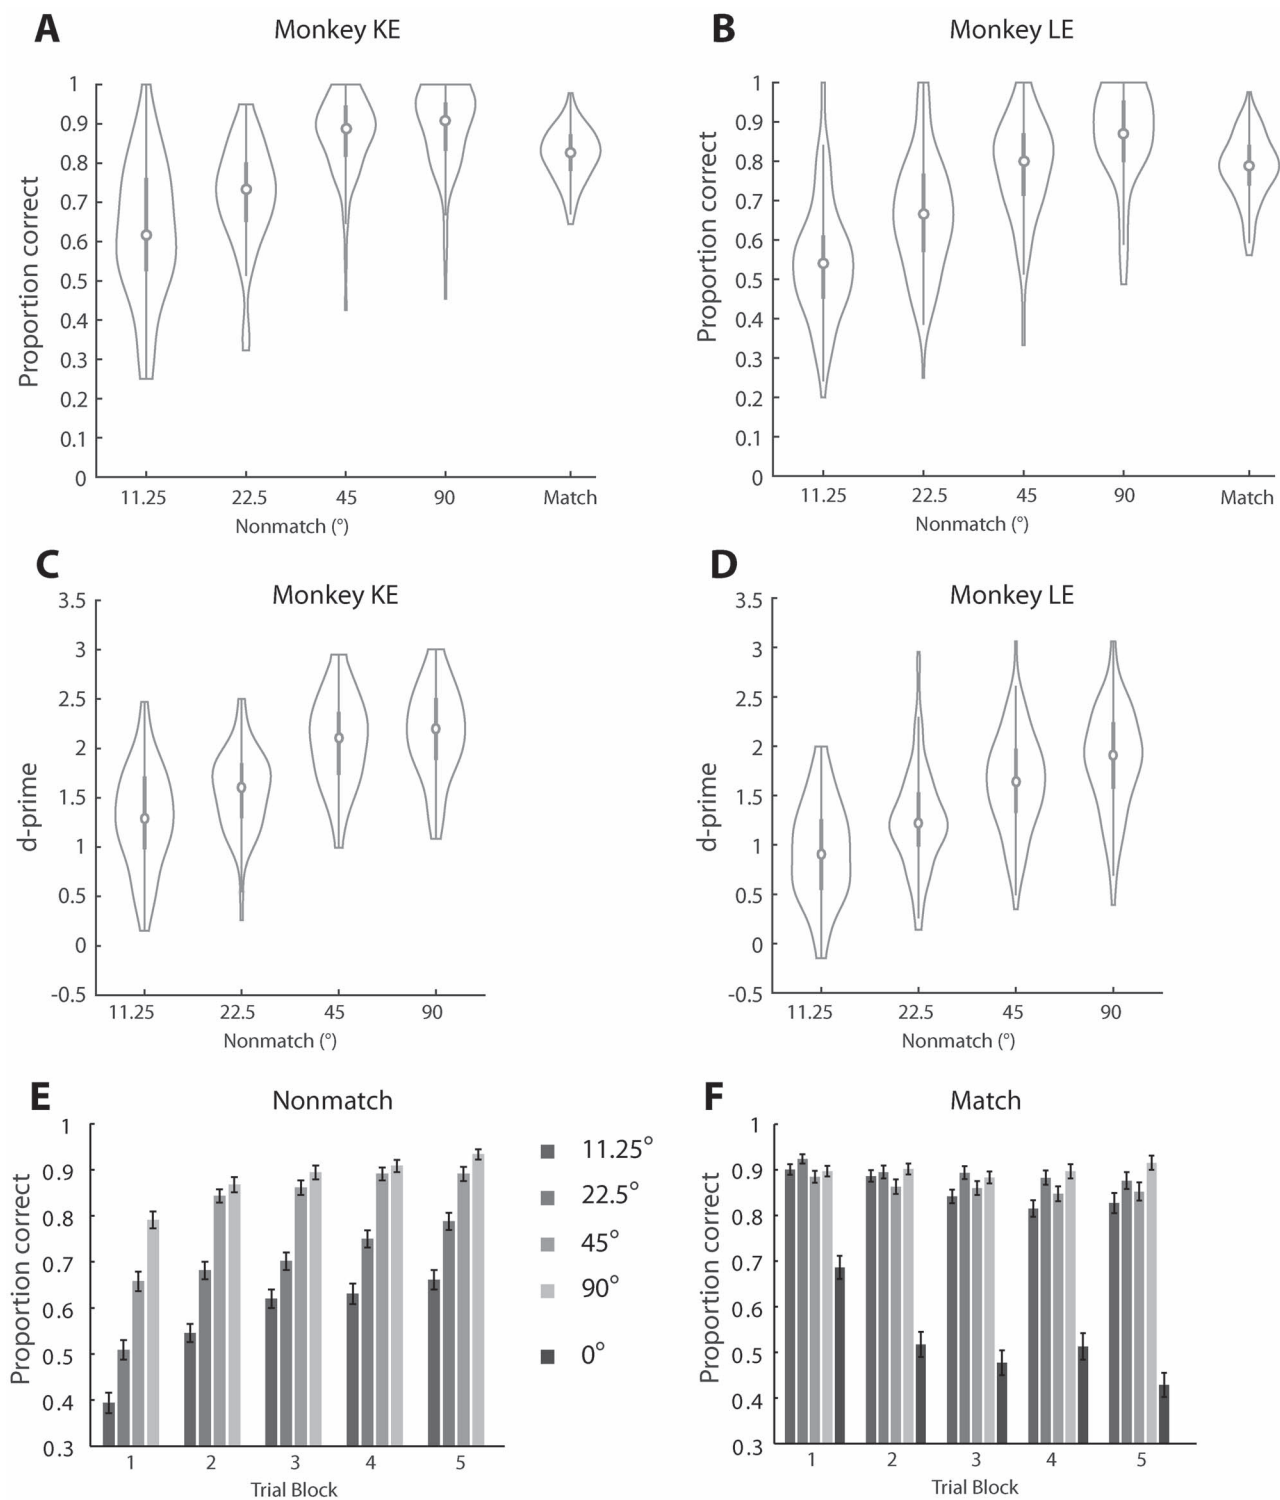 A
Monkey KE
Proportion correct
1
0.9
0.8
0.7
0.6
0.5
0.4
0.3
0.2
0.1
0
11.25 22.5 45 90 Match
Nonmatch (°)
B
Monkey LE
Proportion correct
1
0.9
0.8
0.7
0.6
0.5
0.4
0.3
0.2
0.1
0
11.25 22.5 45 90 Match
Nonmatch (°)
C
Monkey KE
d-prime
3.5
3
2.5
2
1.5
1
0.5
0
-0.5
11.25 22.5 45 90
Nonmatch (°)
D
Monkey LE
d-prime
3.5
3
2.5
2
1.5
1
0.5
0
-0.5
11.25 22.5 45 90
Nonmatch (°)
E
Nonmatch
Proportion correct
1
0.9
0.8
0.7
0.6
0.5
0.4
0.3
1 2 3 4 5
Trial Block
11.25°
22.5°
45°
90°
0°
F
Match
Proportion correct
1
0.9
0.8
0.7
0.6
0.5
0.4
0.3
1 2 3 4 5
Trial Block